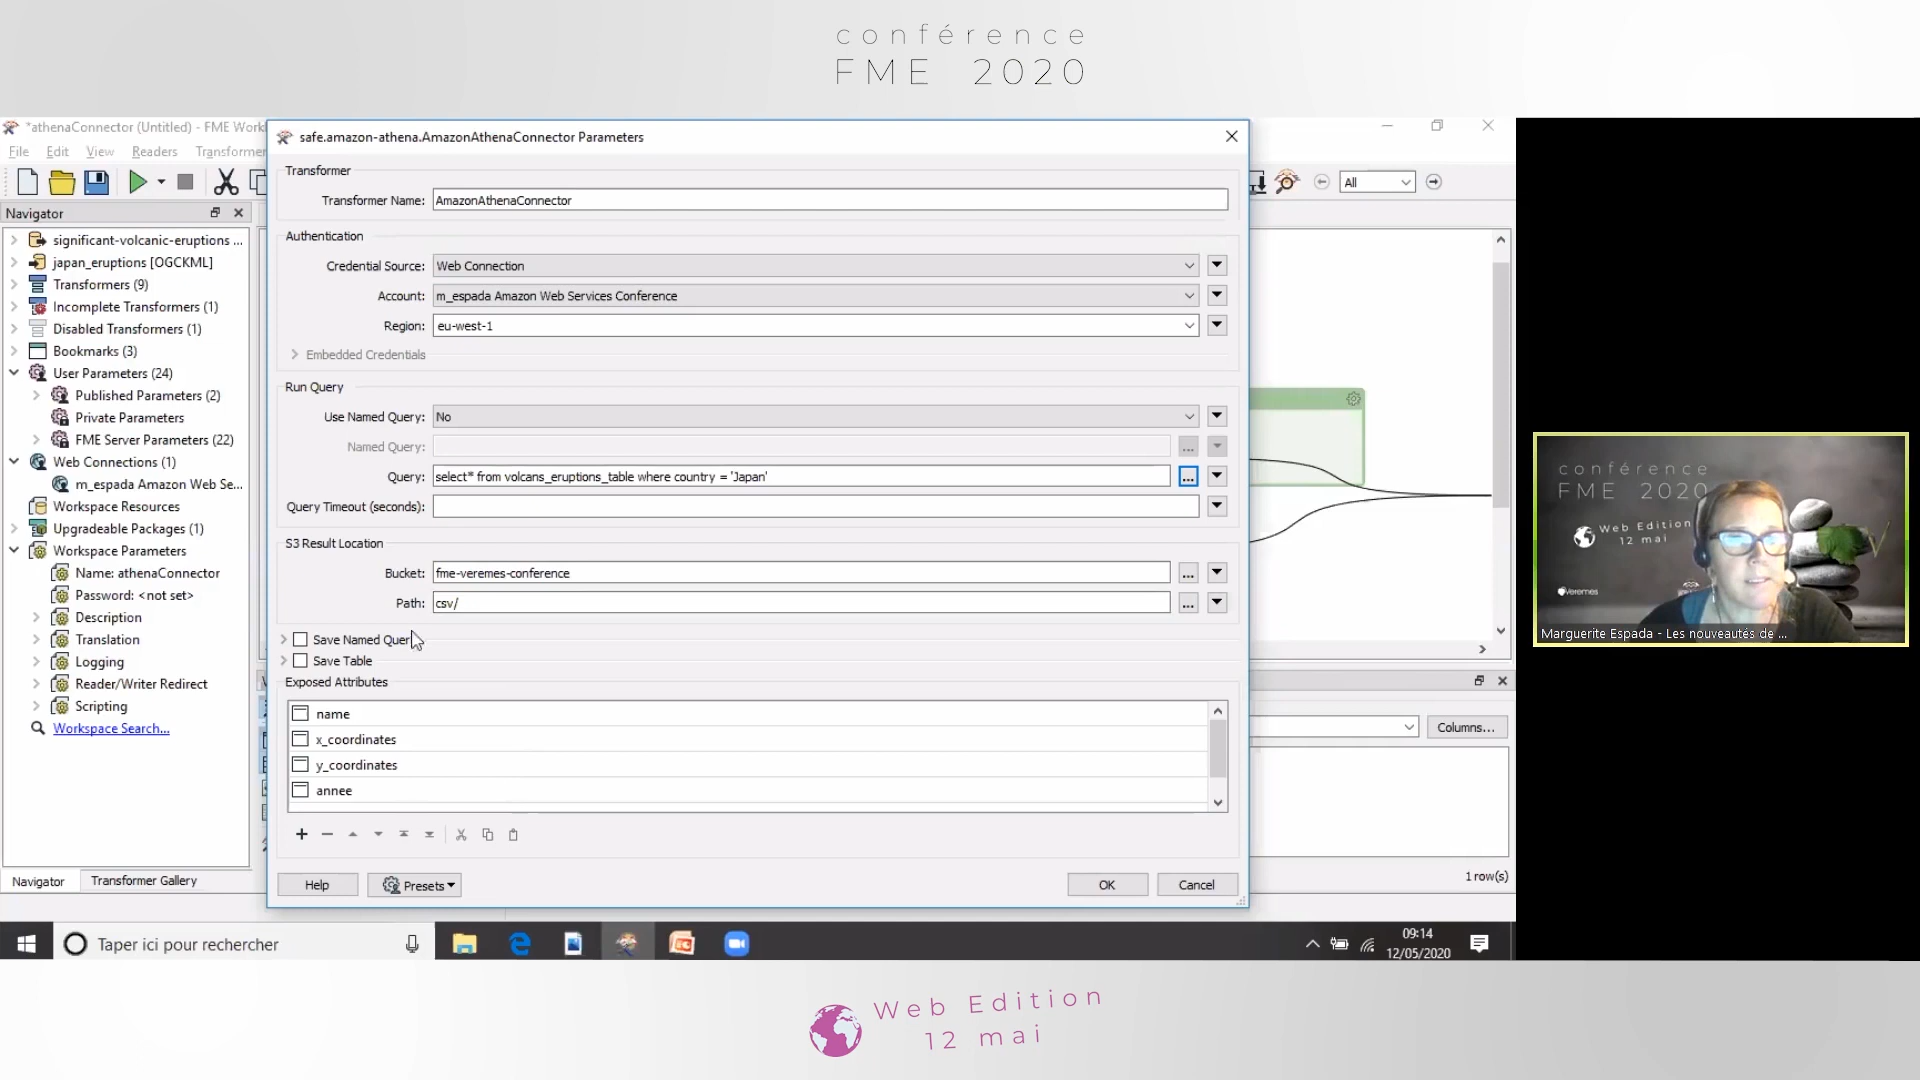 conférence
FME 2020
*athenaConnector (Untitled) - FME Work
File Edit View Readers Transformer
All
Navigator
significant-volcanic-eruptions ...
japan_eruptions [OGCKML]
Transformers (9)
Incomplete Transformers (1)
Disabled Transformers (1)
Bookmarks (3)
User Parameters (24)
Published Parameters (2)
Private Parameters
FME Server Parameters (22)
Web Connections (1)
m_espada Amazon Web Se...
Workspace Resources
Upgradeable Packages (1)
Workspace Parameters
Name: athenaConnector
Password: <not set>
Description
Translation
Logging
Reader/Writer Redirect
Scripting
Workspace Search...
Navigator Transformer Gallery
safe.amazon-athena.AmazonAthenaConnector Parameters
Transformer
Transformer Name: AmazonAthenaConnector
Authentication
Credential Source: Web Connection
Account: m_espada Amazon Web Services Conference
Region: eu-west-1
Embedded Credentials
Run Query
Use Named Query: No
Named Query: ...
Query: select* from volcans_eruptions_table where country = 'Japan' ...
Query Timeout (seconds):
S3 Result Location
Bucket: fme-veremes-conference ...
Path: csv/ ...
Save Named Query
Save Table
Exposed Attributes
name
x_coordinates
y_coordinates
annee
Help Presets OK Cancel
Columns...
1 row(s)
conférence
FME 2020
Web Edition
12 mai
Veremes
Marguerite Espada - Les nouveautés de ...
Taper ici pour rechercher
09:14
12/05/2020
Web Edition
12 mai